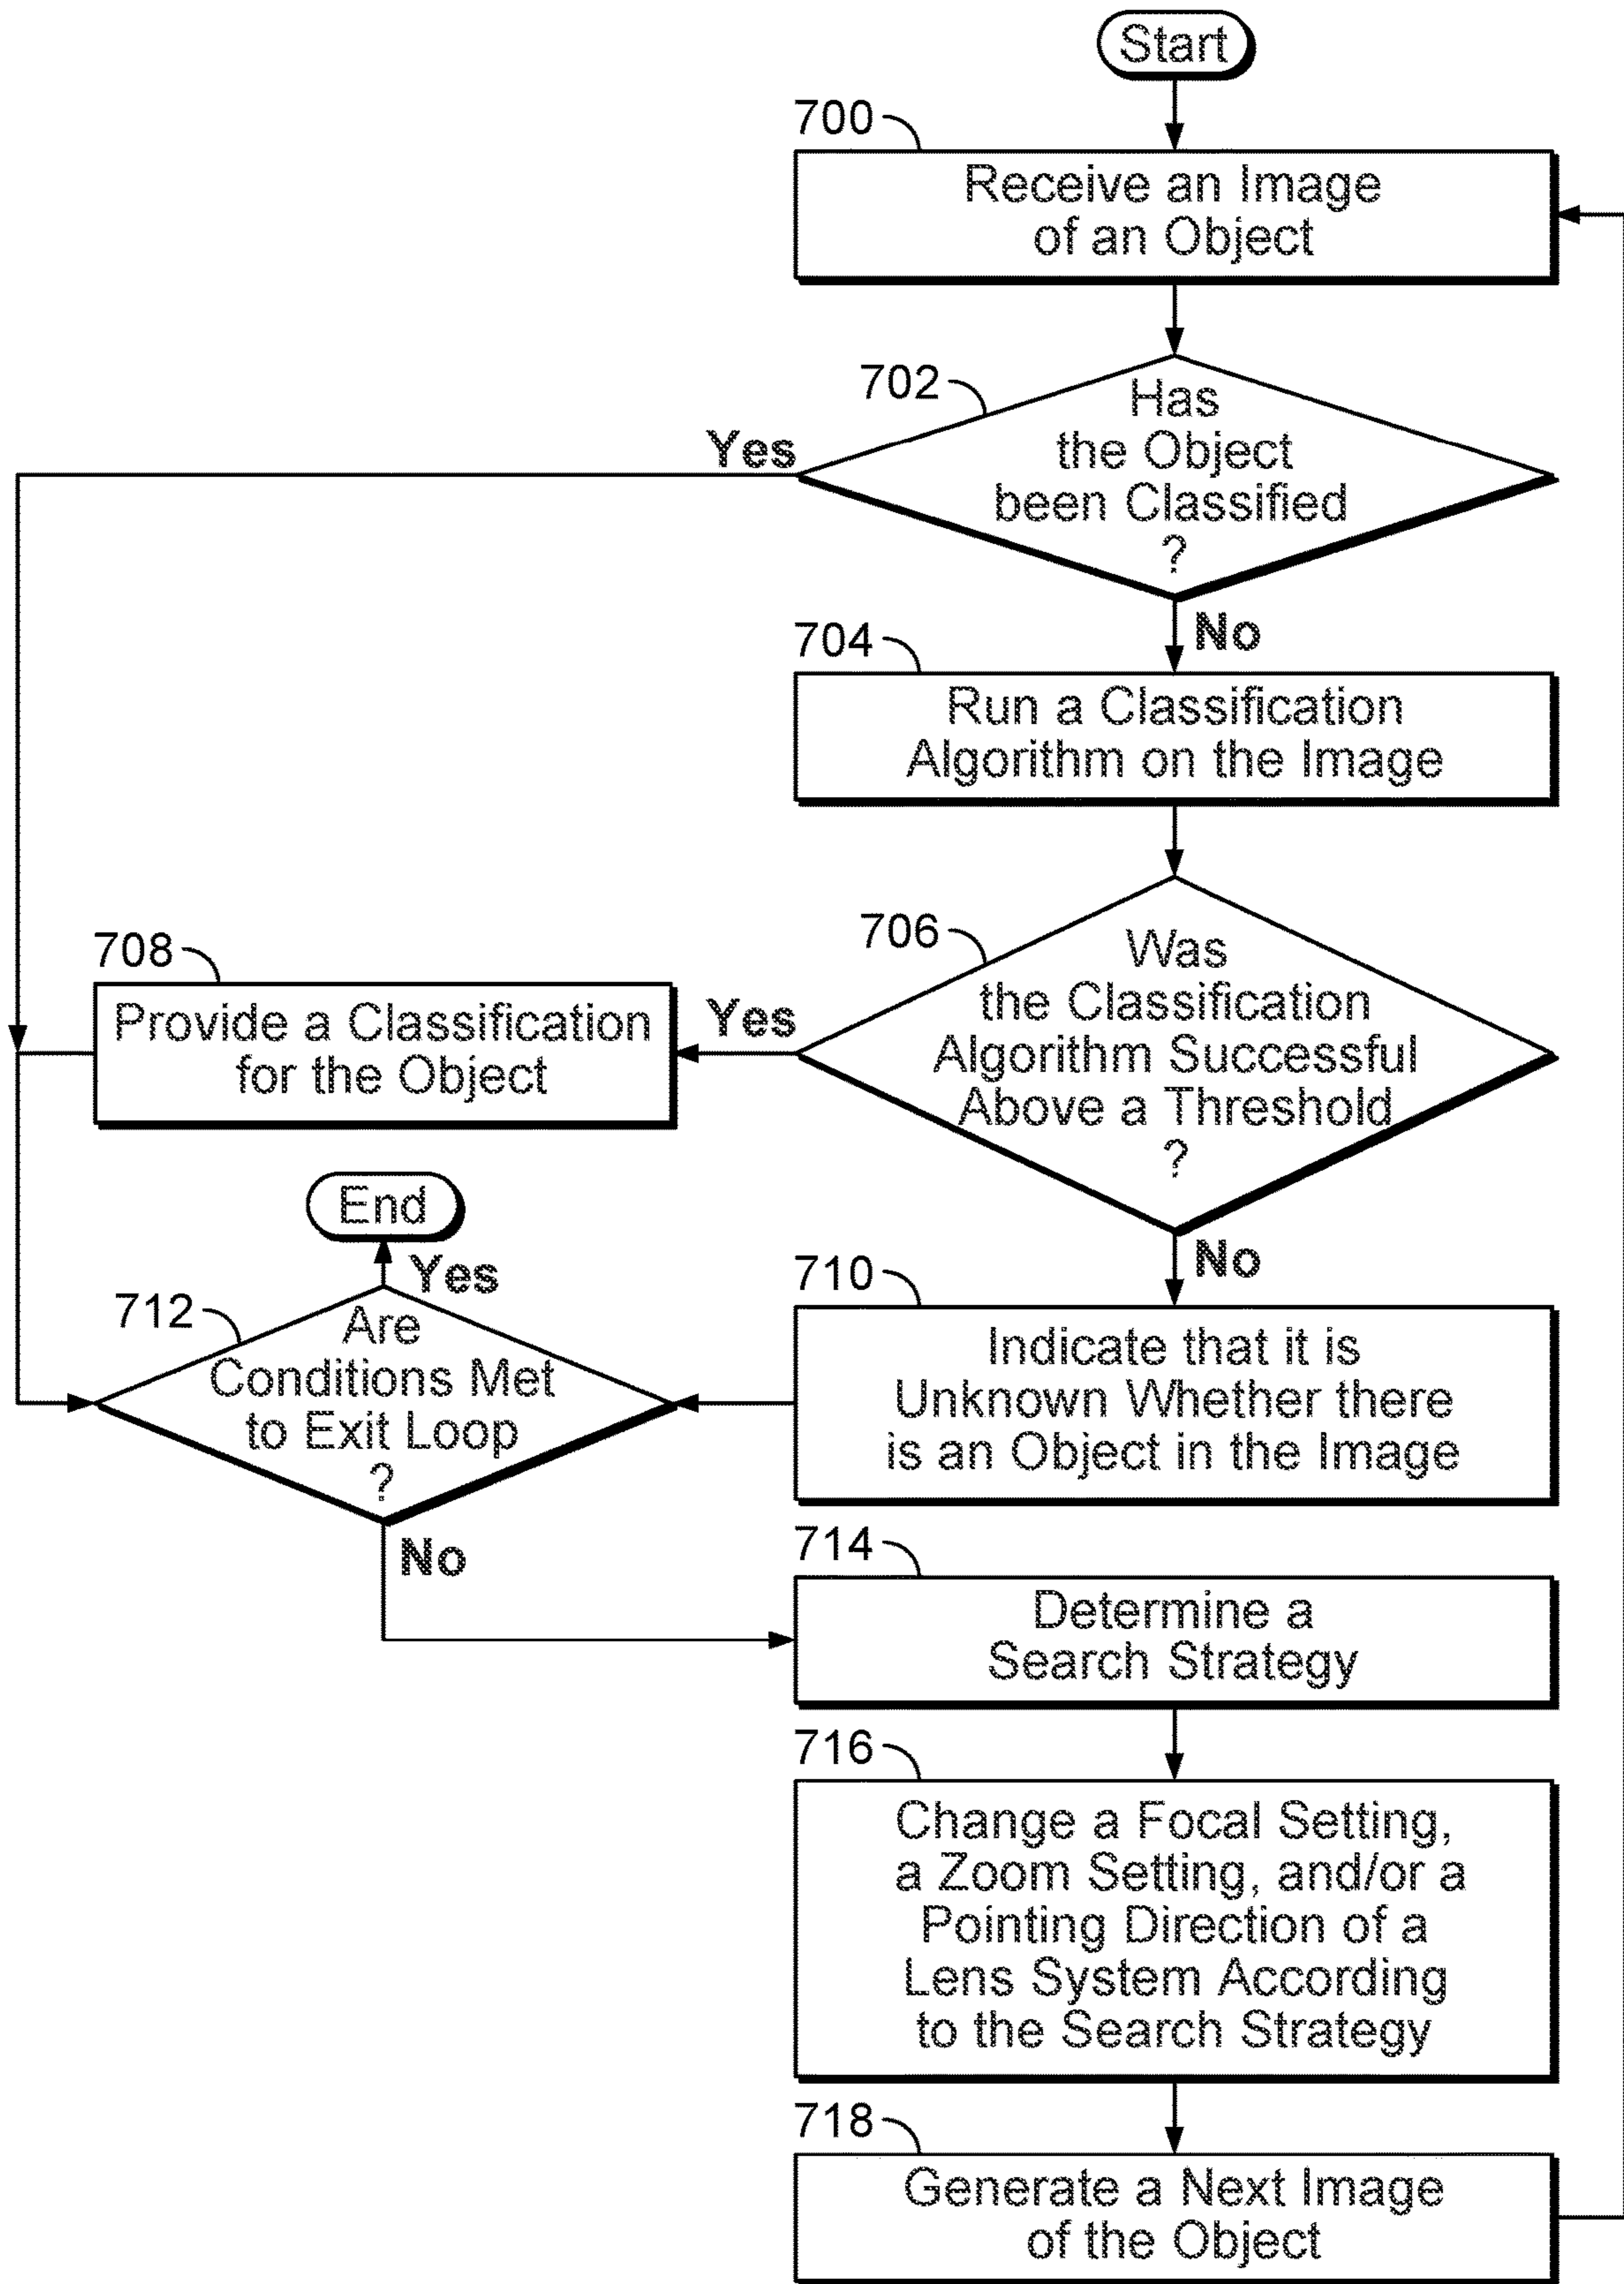 Start
700
Receive an Image
of an Object
702
Has
the Object
been Classified
?
Yes
No
704
Run a Classification
Algorithm on the Image
706
Was
the Classification
Algorithm Successful
Above a Threshold
?
Yes
No
708
Provide a Classification
for the Object
End
Yes
712
Are
Conditions Met
to Exit Loop
?
No
710
Indicate that it is
Unknown Whether there
is an Object in the Image
714
Determine a
Search Strategy
716
Change a Focal Setting,
a Zoom Setting, and/or a
Pointing Direction of a
Lens System According
to the Search Strategy
718
Generate a Next Image
of the Object